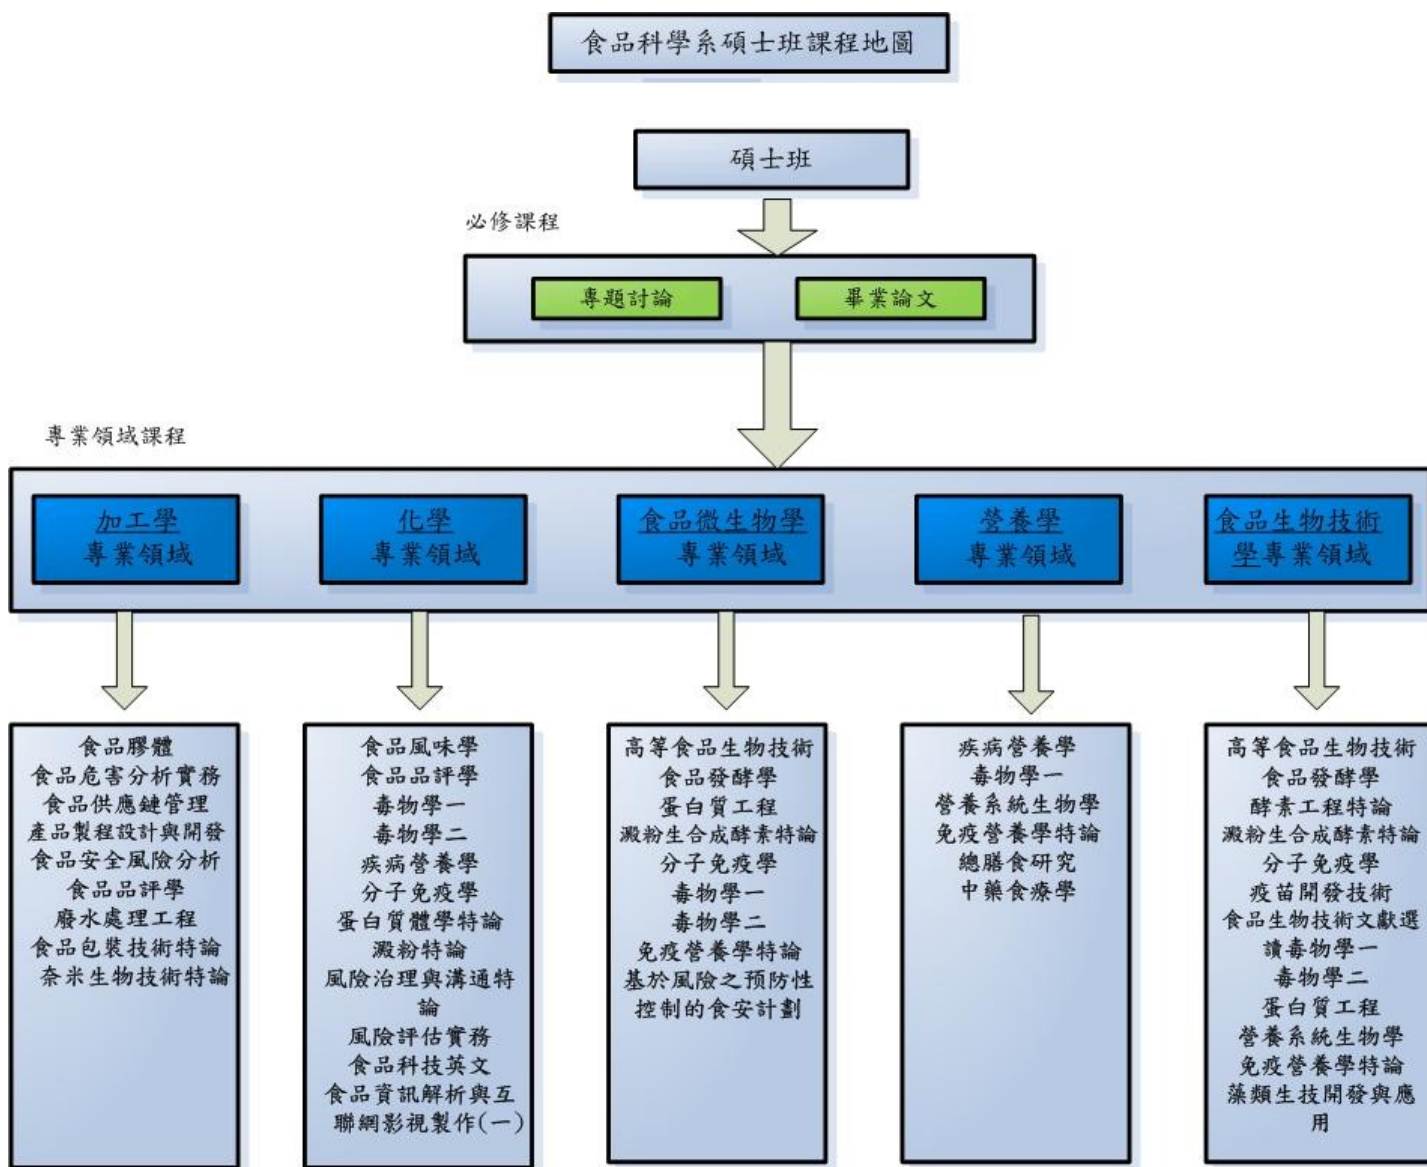 食品科學系碩士班課程地圖
碩士班
必修課程
專題討論
畢業論文
專業領域課程
加工學
專業領域
化學
專業領域
食品微生物學
專業領域
營養學
專業領域
食品生物技術
學專業領域
食品膠體
食品危害分析實務
食品供應鏈管理
產品製程設計與開發
食品安全風險分析
食品品評學
廢水處理工程
食品包裝技術特論
奈米生物技術特論
食品風味學
食品品評學
毒物學一
毒物學二
疾病營養學
分子免疫學
蛋白質體學特論
澱粉特論
風險治理與溝通特
論
風險評估實務
食品科技英文
食品資訊解析與互
聯網影視製作(一)
高等食品生物技術
食品發酵學
蛋白質工程
澱粉生合成酵素特論
分子免疫學
毒物學一
毒物學二
免疫營養學特論
基於風險之預防性
控制的食安計劃
疾病營養學
毒物學一
營養系統生物學
免疫營養學特論
總膳食研究
中藥食療學
高等食品生物技術
食品發酵學
酵素工程特論
澱粉生合成酵素特論
分子免疫學
疫苗開發技術
食品生物技術文獻選
讀毒物學一
毒物學二
蛋白質工程
營養系統生物學
免疫營養學特論
藻類生技開發與應
用